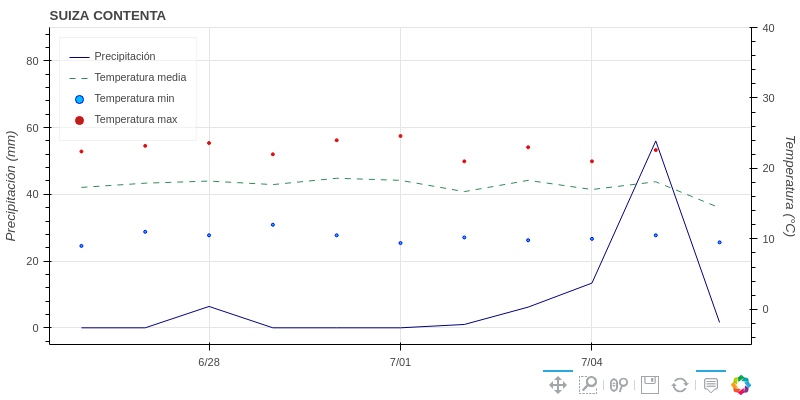 SUIZA CONTENTA
Precipitación
Temperatura media
Temperatura min
Temperatura max
Precipitación (mm)
80
60
40
20
0
40
30
20
10
0
Temperatura (°C)
6/28
7/01
7/04